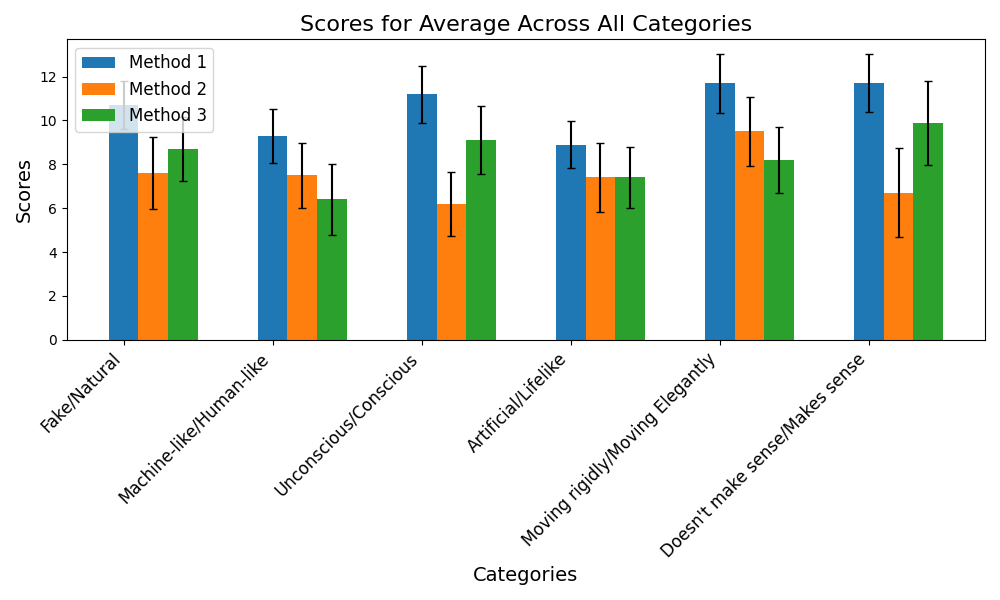 Scores for Average Across All Categories
Method 1
Method 2
Method 3
Scores
12
10
8
6
4
2
0
Fake/Natural
Machine-like/Human-like
Unconscious/Conscious
Artificial/Lifelike
Moving rigidly/Moving Elegantly
Doesn't make sense/Makes sense
Categories